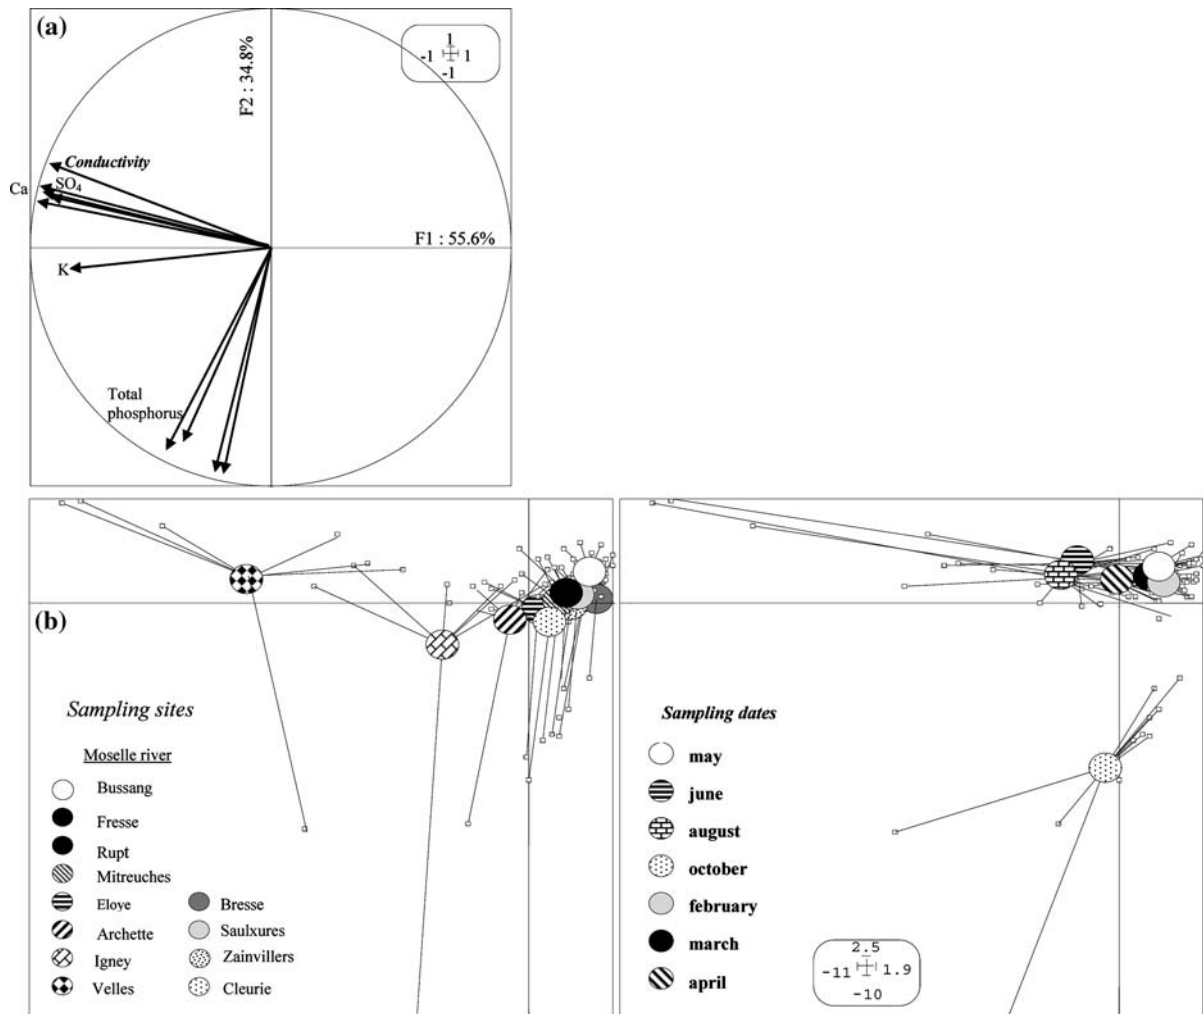 (a)
F2 : 34.8%
1
-1 1
-1
Conductivity
Ca
SO₄
F1 : 55.6%
K
Total
phosphorus
(b)
Sampling sites
Moselle river
Bussang
Fresse
Rupt
Mitreuches
Eloye
Archette
Igney
Velles
Bresse
Saulxures
Zainvillers
Cleurie
Sampling dates
may
june
august
october
february
march
april
2.5
-11 1.9
-10